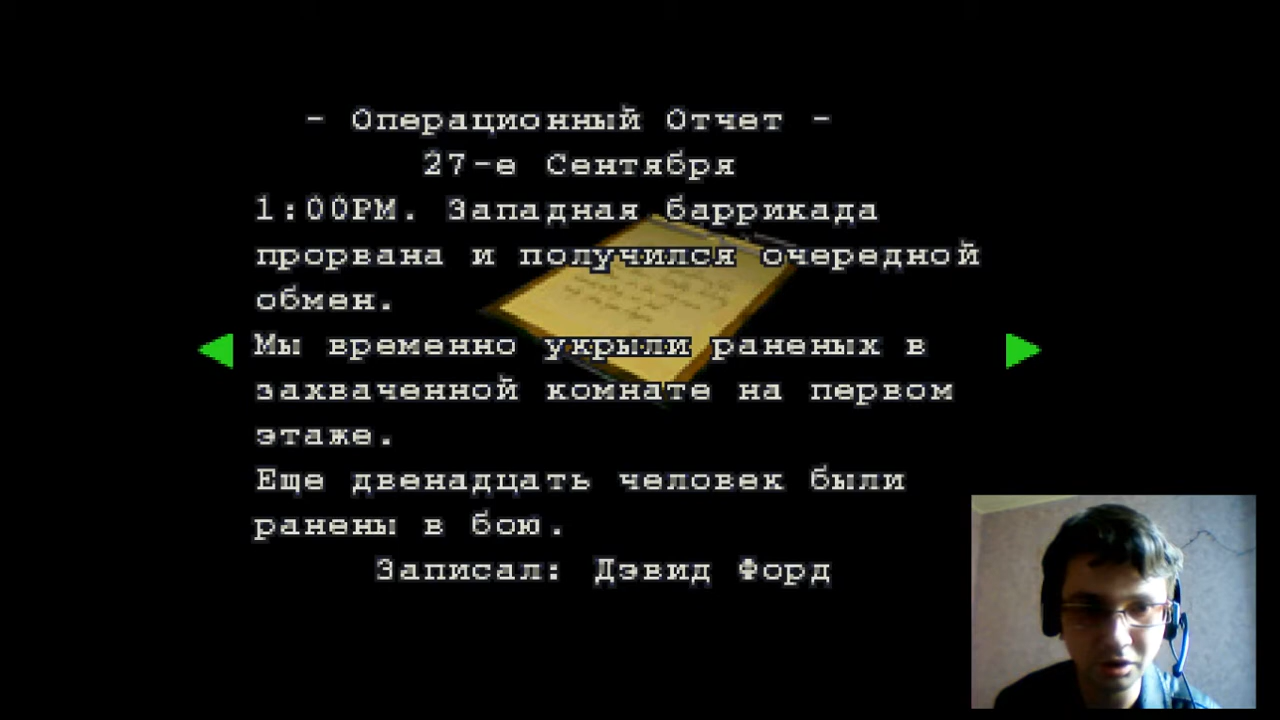 - Операционный Отчет -
27-е Сентября
1:00PM. Западная баррикада
прорвана и получился очередной
обмен.
Мы временно укрыли раненых в
захваченной комнате на первом
этаже.
Еще двенадцать человек были
ранены в бою.
Записал: Дэвид Форд